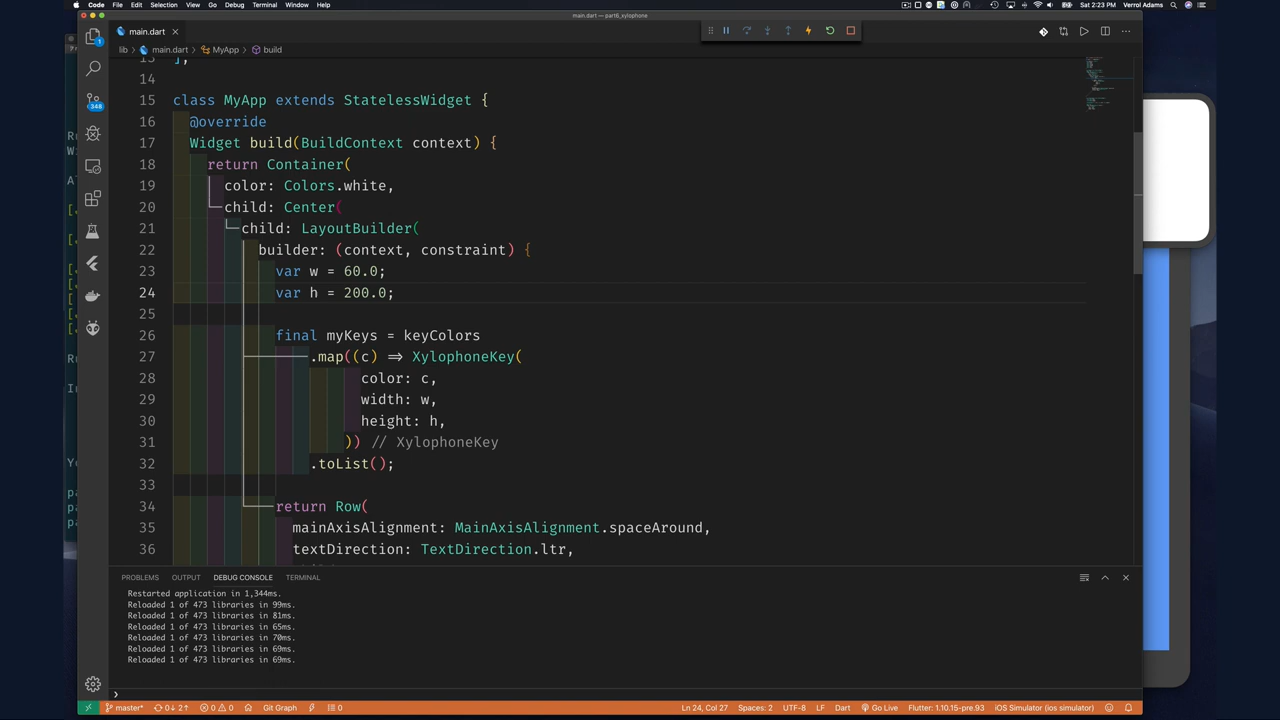 Code File Edit Selection View Go Debug Terminal Window Help
Sat 2:23 PM Verrol Adams
main.dart — part6_xylophone
main.dart
lib › main.dart › MyApp › build
13 ];
14
15 class MyApp extends StatelessWidget {
16 @override
17 Widget build(BuildContext context) {
18 return Container(
19 color: Colors.white,
20 child: Center(
21 child: LayoutBuilder(
22 builder: (context, constraint) {
23 var w = 60.0;
24 var h = 200.0;
25
26 final myKeys = keyColors
27 .map((c) => XylophoneKey(
28 color: c,
29 width: w,
30 height: h,
31 )) // XylophoneKey
32 .toList();
33
34 return Row(
35 mainAxisAlignment: MainAxisAlignment.spaceAround,
36 textDirection: TextDirection.ltr,
1
348
PROBLEMS OUTPUT DEBUG CONSOLE TERMINAL
Restarted application in 1,344ms.
Reloaded 1 of 473 libraries in 99ms.
Reloaded 1 of 473 libraries in 81ms.
Reloaded 1 of 473 libraries in 65ms.
Reloaded 1 of 473 libraries in 70ms.
Reloaded 1 of 473 libraries in 69ms.
Reloaded 1 of 473 libraries in 69ms.
›
master* 0↓ 2↑ 0 0 Git Graph 0 Ln 24, Col 27 Spaces: 2 UTF-8 LF Dart Go Live Flutter: 1.10.15-pre.93 iOS Simulator (ios simulator)